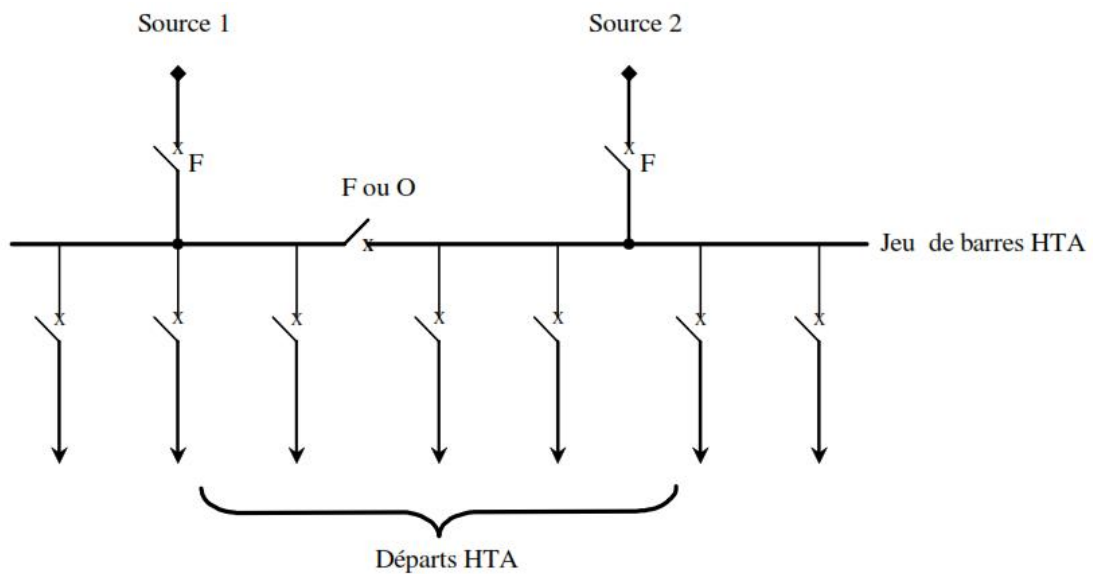 Source 1
Source 2
F
F
F ou O
Jeu de barres HTA
Départs HTA